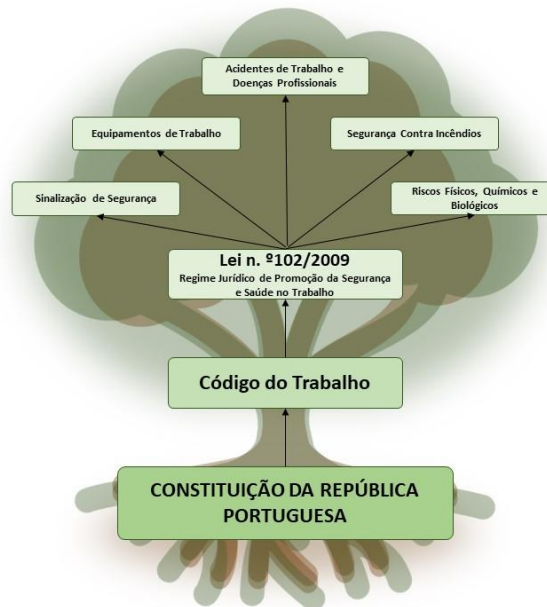 Acidentes de Trabalho e
Doenças Profissionais
Equipamentos de Trabalho
Segurança Contra Incêndios
Sinalização de Segurança
Riscos Físicos, Químicos e
Biológicos
Lei n. º102/2009
Regime Jurídico de Promoção da Segurança
e Saúde no Trabalho
Código do Trabalho
CONSTITUIÇÃO DA REPÚBLICA
PORTUGUESA